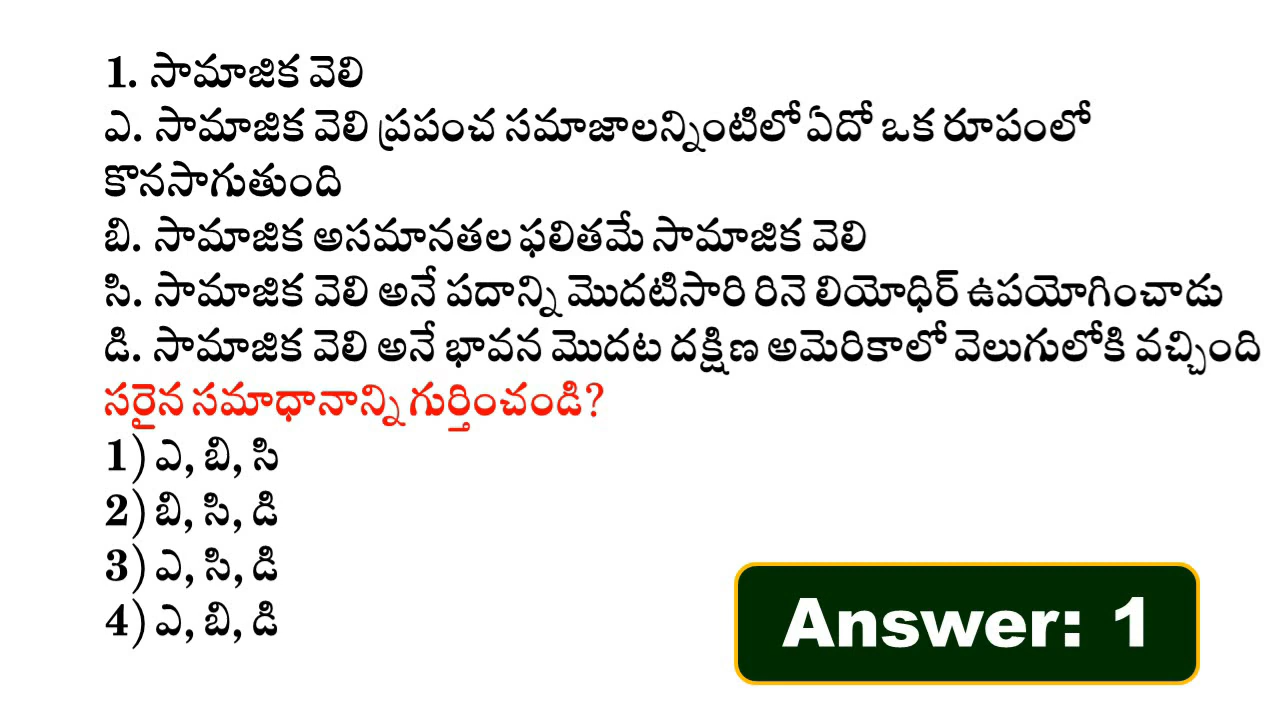 1. సామాజిక వెలి
ఎ. సామాజిక వెలి ప్రపంచ సమాజాలన్నింటిలో ఏదో ఒక రూపంలో
కొనసాగుతుంది
బి. సామాజిక అసమానతల ఫలితమే సామాజిక వెలి
సి. సామాజిక వెలి అనే పదాన్ని మొదటిసారి రినె లియోధిర్ ఉపయోగించాడు
డి. సామాజిక వెలి అనే భావన మొదట దక్షిణ అమెరికాలో వెలుగులోకి వచ్చింది
సరైన సమాధానాన్ని గుర్తించండి?
1) ఎ, బి, సి
2) బి, సి, డి
3) ఎ, సి, డి
4) ఎ, బి, డి
Answer: 1